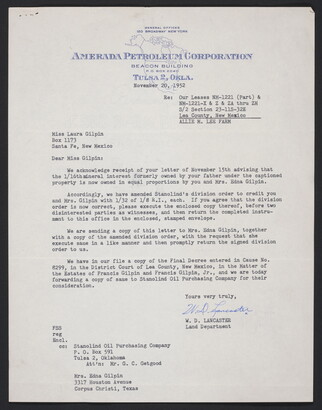 GENERAL OFFICES
120 BROADWAY NEW YORK
AMERADA PETROLEUM CORPORATION
BEACON BUILDING
P.O. BOX 2040
TULSA 2, OKLA.
November 20, 1952
Re: Our Leases NM-1221 (Part) &
NM-1221-X & Z & ZA thru ZH
S/2 Section 23-11S-32E
Lea County, New Mexico
ALLIE M. LEE FARM
Miss Laura Gilpin
Box 1173
Santa Fe, New Mexico
Dear Miss Gilpin:
We acknowledge receipt of your letter of November 15th advising that
the 1/16th mineral interest formerly owned by your father under the captioned
property is now owned in equal proportions by you and Mrs. Edna Gilpin.
Accordingly, we have amended Stanolind's division order to credit you
and Mrs. Gilpin with 1/32 of 1/8 R.I., each. If you agree that the division
order is now correct, please execute the enclosed copy thereof, before two
disinterested parties as witnesses, and then return the completed instru-
ment to this office in the enclosed, stamped envelope.
We are sending a copy of this letter to Mrs. Edna Gilpin, together
with a copy of the amended division order, with the request that she
execute same in a like manner and then promptly return the signed division
order to us.
We have in our file a copy of the Final Decree entered in Cause No.
8299, in the District Court of Lea County, New Mexico, in the Matter of the
Estates of Francis Gilpin and Francis Gilpin, Jr., and we are today
forwarding a copy of same to Stanolind Oil Purchasing Company for their
consideration.
Yours very truly,
W. D. Lancaster
W. D. LANCASTER
Land Department
FSS
reg
Encl.
cc: Stanolind Oil Purchasing Company
P. O. Box 591
Tulsa 2, Oklahoma
Att'n: Mr. C. C. Getgood
Mrs. Edna Gilpin
3317 Houston Avenue
Corpus Christi, Texas